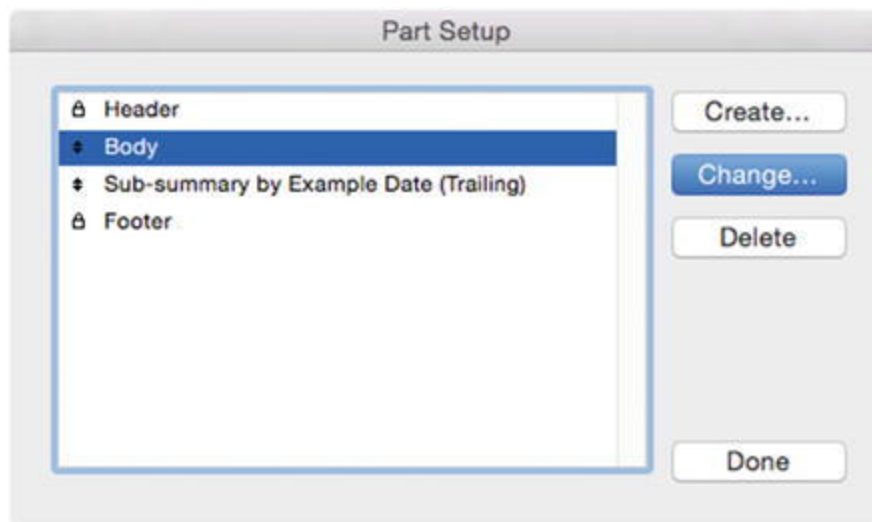 Part Setup
Header
Body
Sub-summary by Example Date (Trailing)
Footer
Create...
Change...
Delete
Done